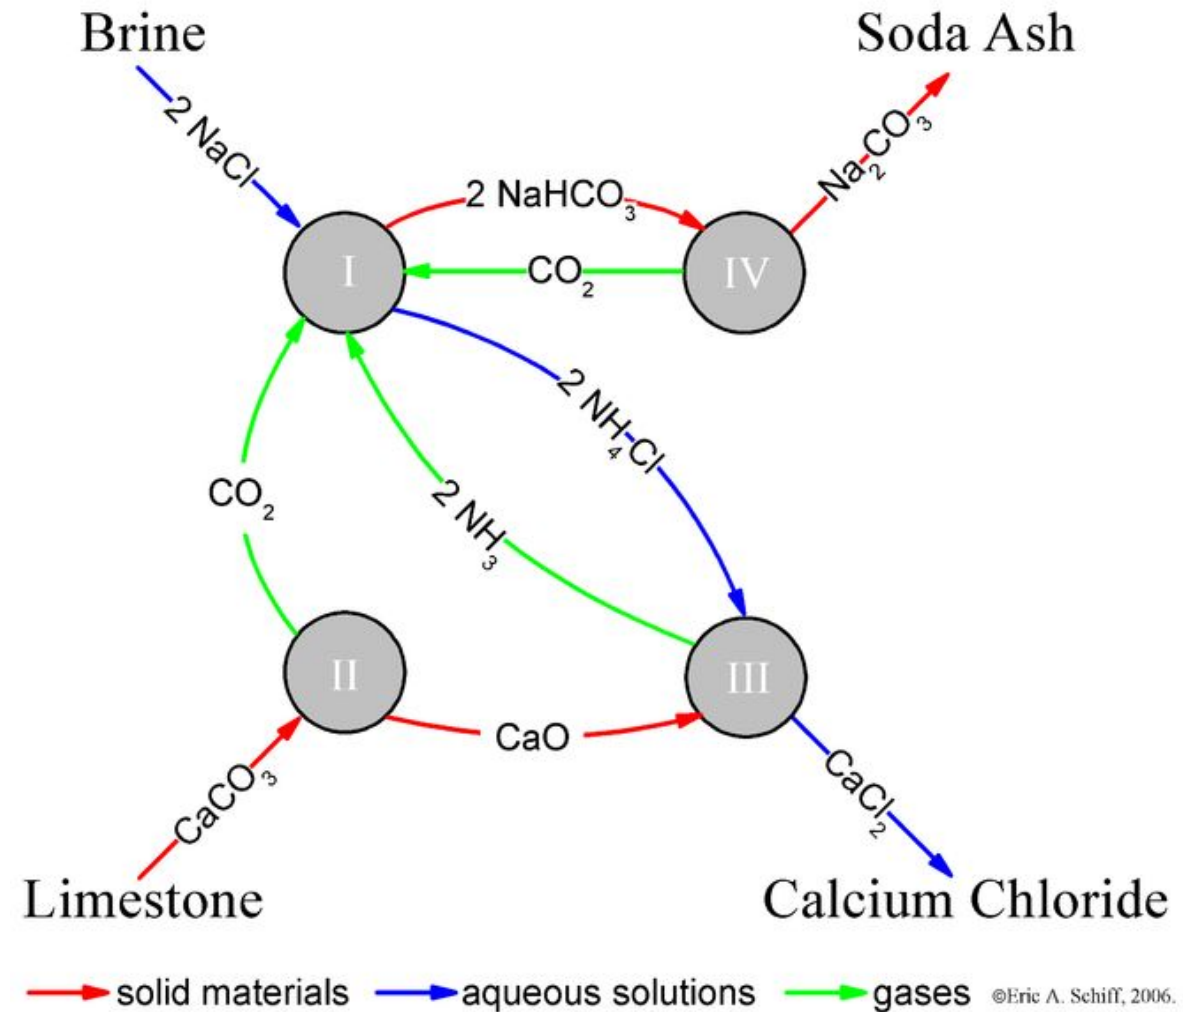 Brine
Soda Ash
2 NaCl
Na₂CO₃
2 NaHCO₃
I
CO₂
IV
2 NH₄Cl
CO₂
2 NH₃
II
III
CaO
CaCO₃
CaCl₂
Limestone
Calcium Chloride
solid materials
aqueous solutions
gases
©Eric A. Schiff, 2006.